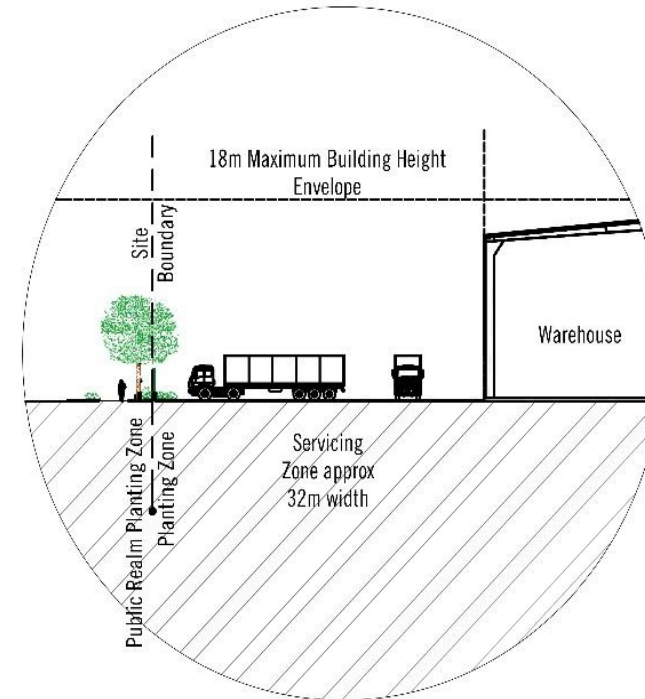 18m Maximum Building Height
Envelope
Site
Boundary
Warehouse
Public Realm Planting Zone
Planting Zone
Servicing
Zone approx
32m width